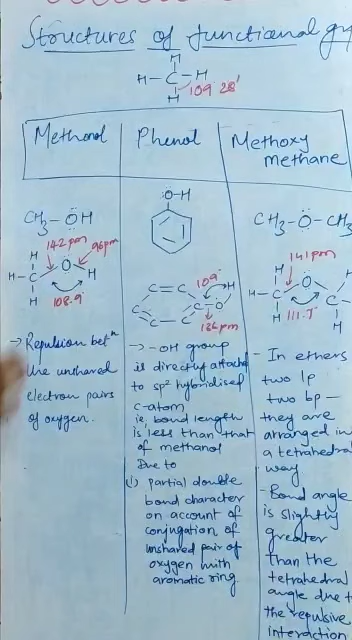 Structures of functional
H
H-C-H
H
109 28'
Methanol
CH3-ÖH
142pm
96pm
H
H-C
O
H
H
108.9°
→ Repulsion betn
the unshared
electron pairs
of oxygen.
Phenol
:Ö-H
C=C
C
C
C-C
C-O
H
109°
136pm
→ -OH group
is directly attached
to sp2 hybridised
C-atom
ie, bond length
is less than that
of methanol
Due to
(i) partial double
bond character
on account of
conjugation of
unshared pair of
oxygen with
aromatic ring.
Methoxy
methane
CH3-Ö-CH3
141pm
H
H-C
O
C
H
H
111.7
- In ethers
two lp
two bp-
they are
arranged in
a tetrahedral
way
- Bond angle
is slightly
greater
than the
tetrahedral
angle due to
the repulsive
interaction